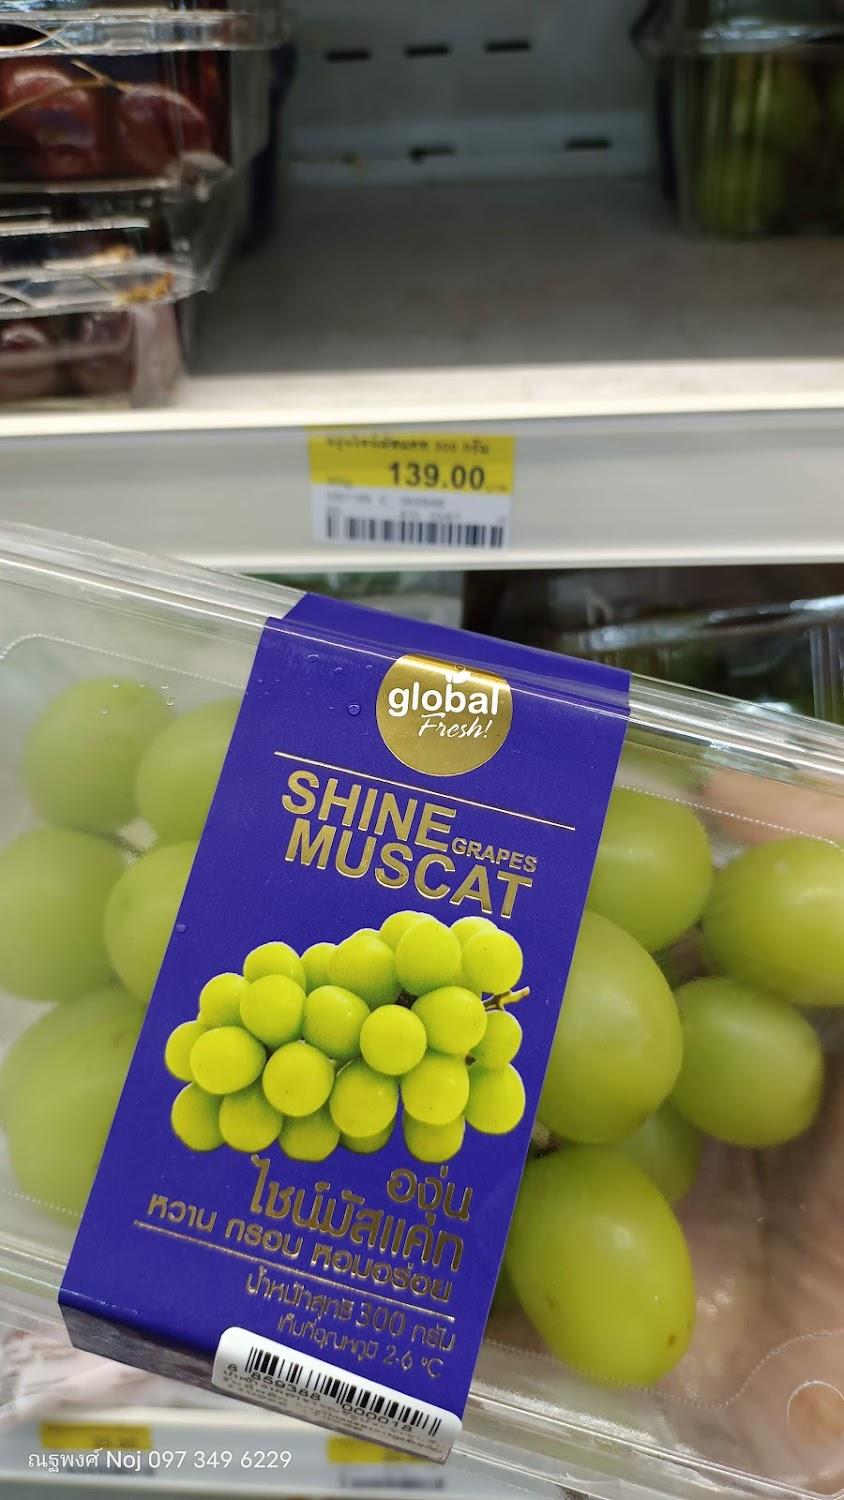 139.00
global
Fresh!
SHINE
MUSCAT GRAPES
องุ่น
ไชน์มัสแค้ท
หวาน กรอบ หอมอร่อย
น้ำหนักสุทธิ 300 กรัม
เก็บที่อุณหภูมิ 2-6 °C
8 859388 000018
ณฐพงศ์ Noj 097 349 6229